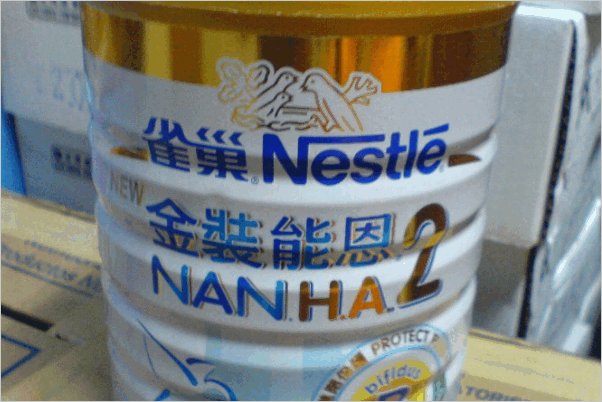 雀巢® Nestlé®
NEW
金裝能恩
NAN H.A. 2
PROTECT
bifidus